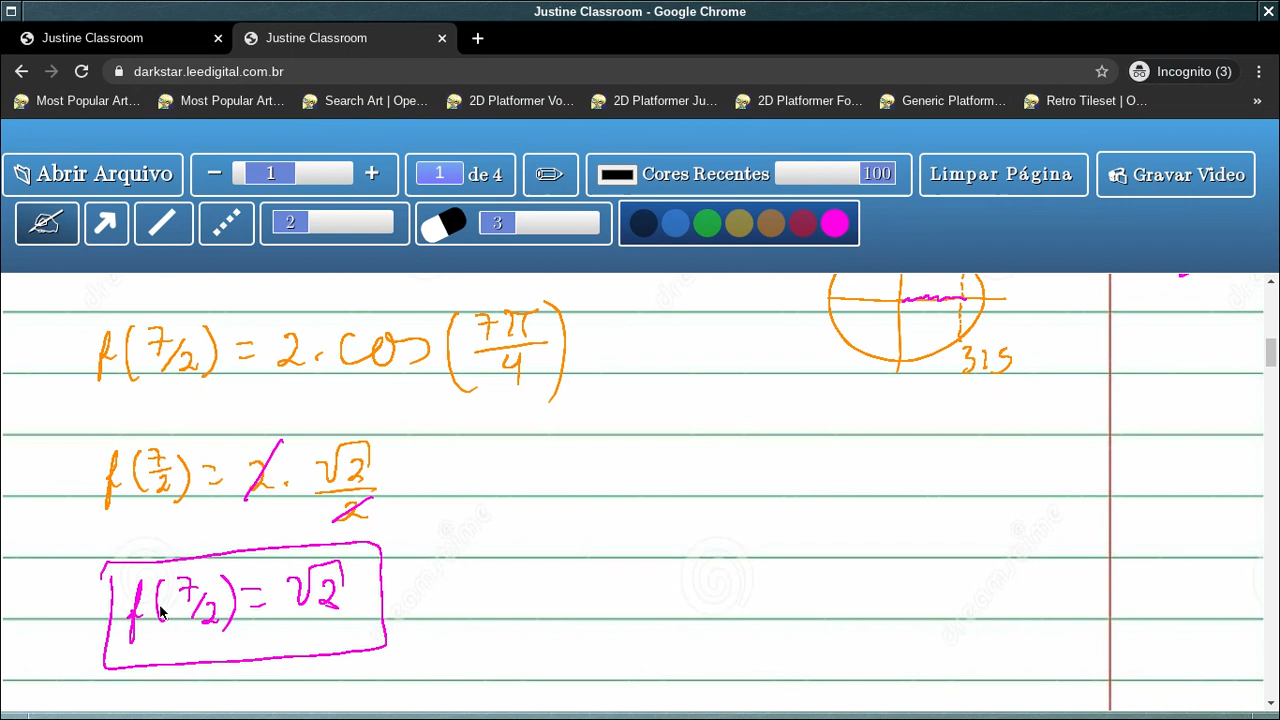 Justine Classroom - Google Chrome
Justine Classroom
Justine Classroom
darkstar.leedigital.com.br
Incognito (3)
Most Popular Art...
Most Popular Art...
Search Art | Ope...
2D Platformer Vo...
2D Platformer Ju...
2D Platformer Fo...
Generic Platform...
Retro Tileset | O...
»
Abrir Arquivo
− 1 +
1 de 4
Cores Recentes 100
Limpar Página
Gravar Video
2
3
f(7/2) = 2 . cos(7π/4)
315
f(7/2) = 2 . √2/2
f(7/2) = √2